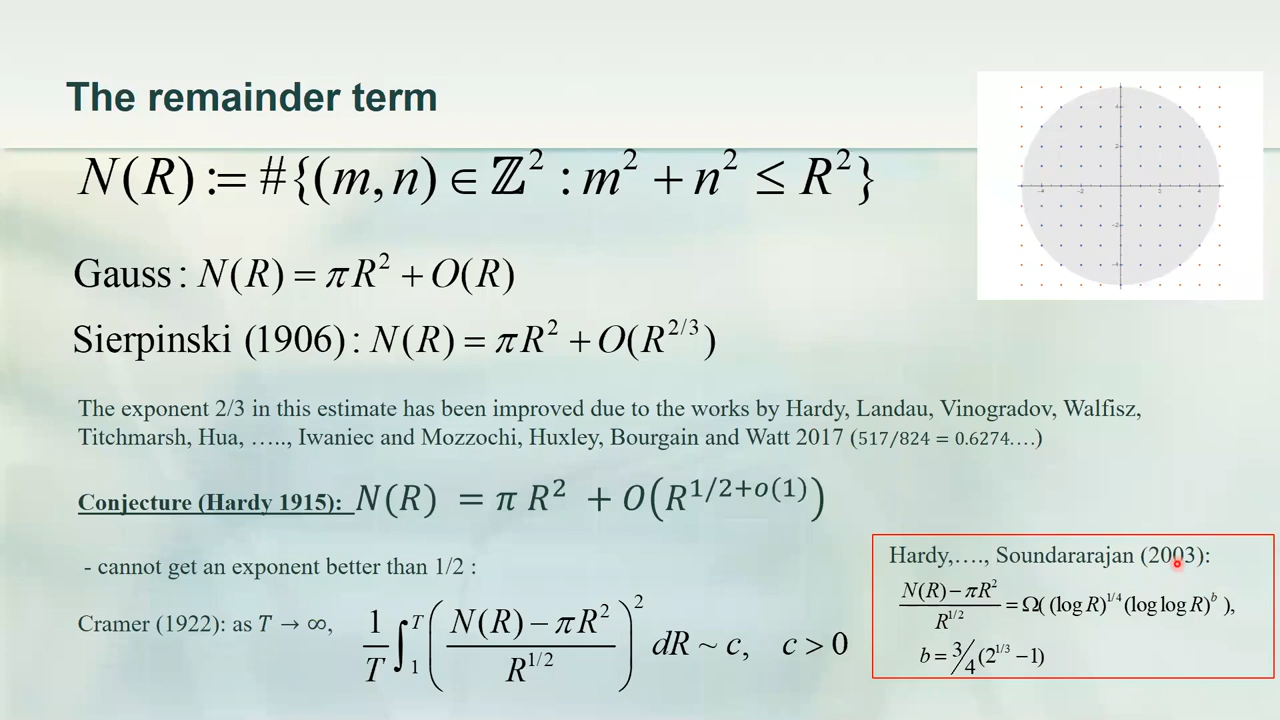 The remainder term
N(R) := #{(m,n) ∈ ℤ² : m² + n² ≤ R²}
Gauss : N(R) = πR² + O(R)
Sierpinski (1906) : N(R) = πR² + O(R^{2/3})
The exponent 2/3 in this estimate has been improved due to the works by Hardy, Landau, Vinogradov, Walfisz,
Titchmarsh, Hua, ….., Iwaniec and Mozzochi, Huxley, Bourgain and Watt 2017 (517/824 = 0.6274….)
Conjecture (Hardy 1915): N(R) = π R² + O(R^{1/2+o(1)})
- cannot get an exponent better than 1/2 :
Cramer (1922): as T → ∞, \frac{1}{T} ∫_1^T ( \frac{N(R) − πR²}{R^{1/2}} )² dR ~ c, c > 0
Hardy,…., Soundararajan (2003):
\frac{N(R) − πR²}{R^{1/2}} = Ω( (log R)^{1/4} (log log R)^b ),
b = 3/4 (2^{1/3} − 1)